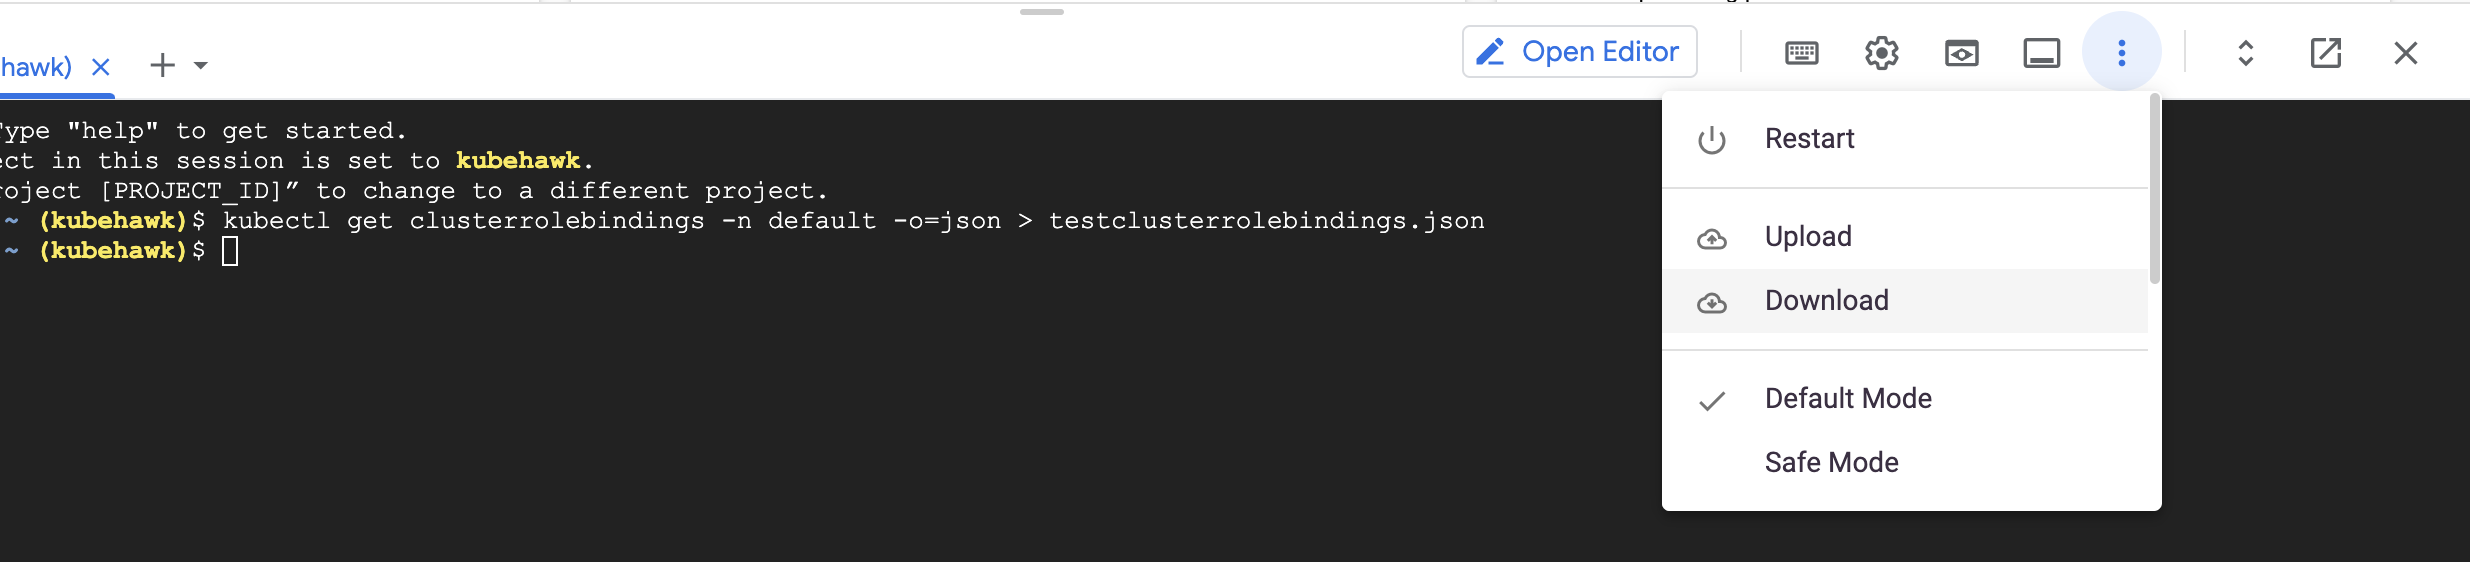 hawk)
Open Editor
Type "help" to get started.
ect in this session is set to kubehawk.
roject [PROJECT_ID]” to change to a different project.
~ (kubehawk)$ kubectl get clusterrolebindings -n default -o=json > testclusterrolebindings.json
~ (kubehawk)$
Restart
Upload
Download
Default Mode
Safe Mode